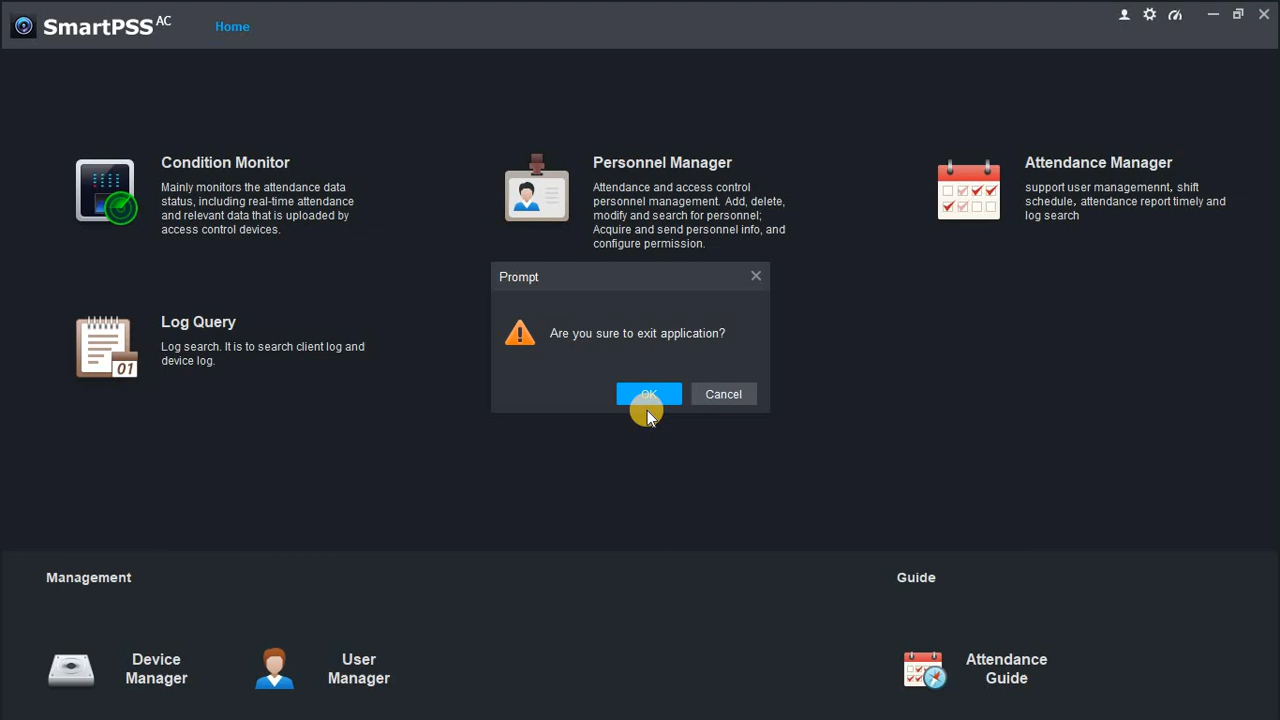 SmartPSS AC
Home
Condition Monitor
Mainly monitors the attendance data
status, including real-time attendance
and relevant data that is uploaded by
access control devices.
Personnel Manager
Attendance and access control
personnel management. Add, delete,
modify and search for personnel;
Acquire and send personnel info, and
configure permission.
Attendance Manager
support user managemernt, shift
schedule, attendance report timely and
log search
Log Query
Log search. It is to search client log and
device log.
01
Prompt
Are you sure to exit application?
OK
Cancel
Management
Guide
Device
Manager
User
Manager
Attendance
Guide